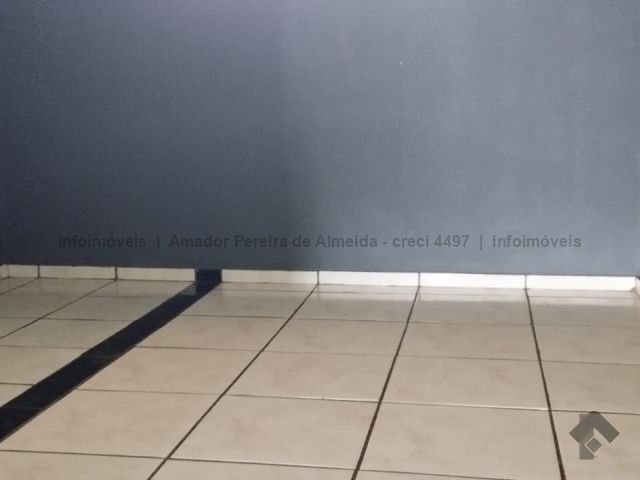 infoimóveis | Amador Pereira de Almeida - creci 4497 | infoimóveis